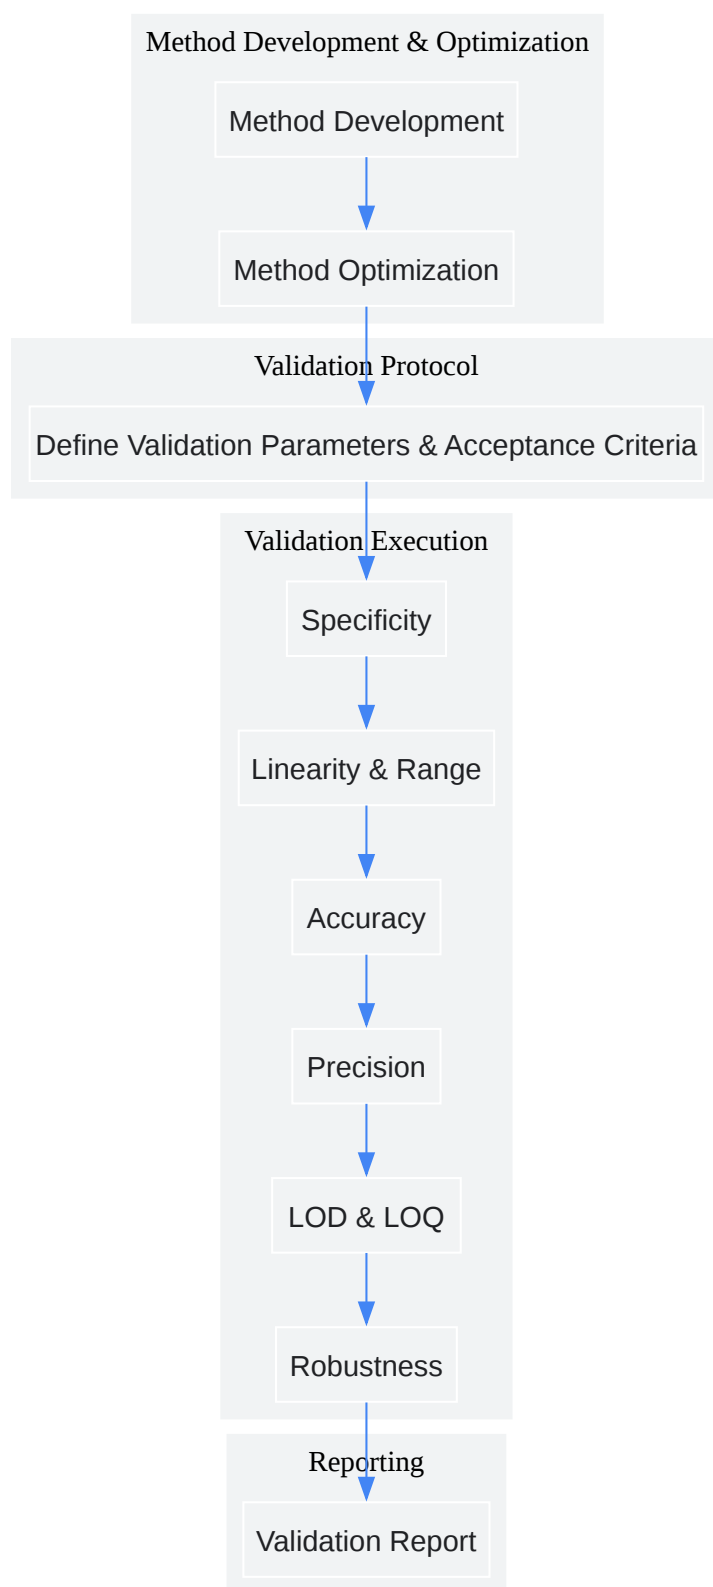 Method Development & Optimization
Method Development
Method Optimization
Validation Protocol
Define Validation Parameters & Acceptance Criteria
Validation Execution
Specificity
Linearity & Range
Accuracy
Precision
LOD & LOQ
Robustness
Reporting
Validation Report